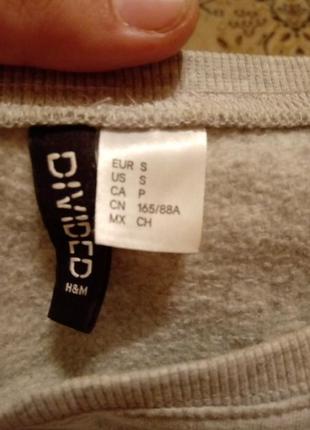 DIVIDED
H&M
EUR S
US S
CA P
CN 165/88A
MX CH